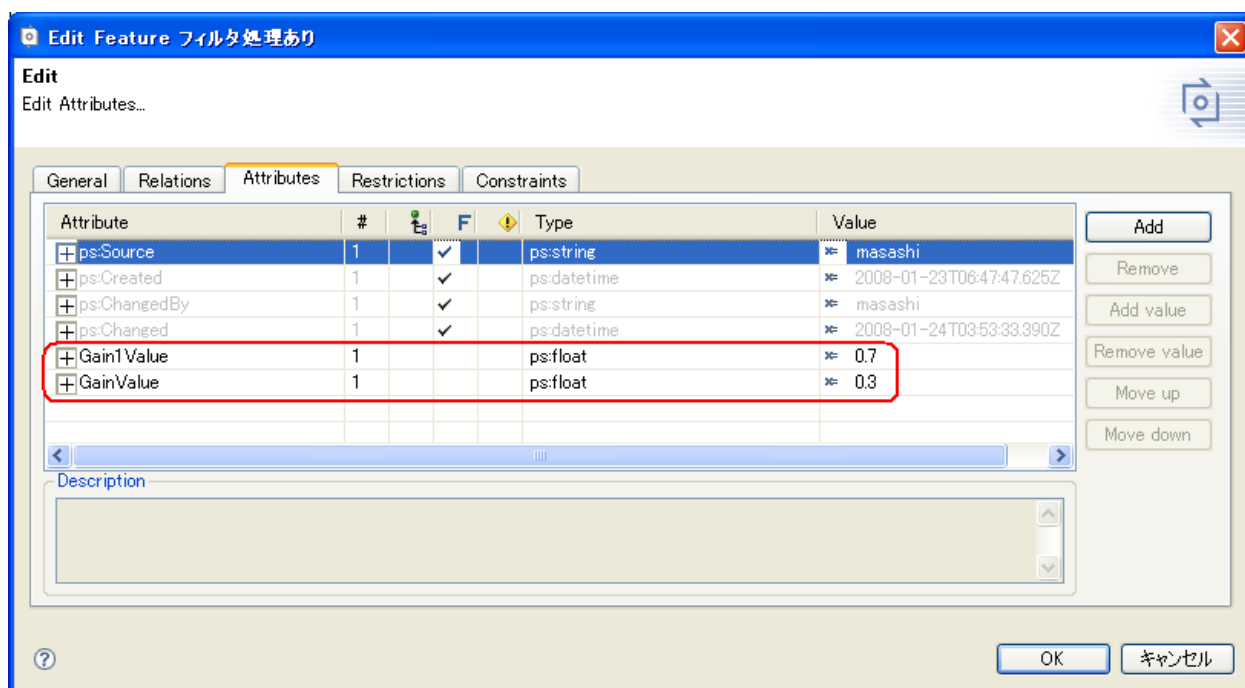 Edit Feature フィルタ処理あり
Edit
Edit Attributes...
General Relations Attributes Restrictions Constraints
Attribute # F Type Value
ps:Source 1 ps:string masashi
ps:Created 1 ps:datetime 2008-01-23T06:47:47.625Z
ps:ChangedBy 1 ps:string masashi
ps:Changed 1 ps:datetime 2008-01-24T03:53:33.390Z
Gain1Value 1 ps:float 0.7
GainValue 1 ps:float 0.3
Add
Remove
Add value
Remove value
Move up
Move down
Description
OK キャンセル